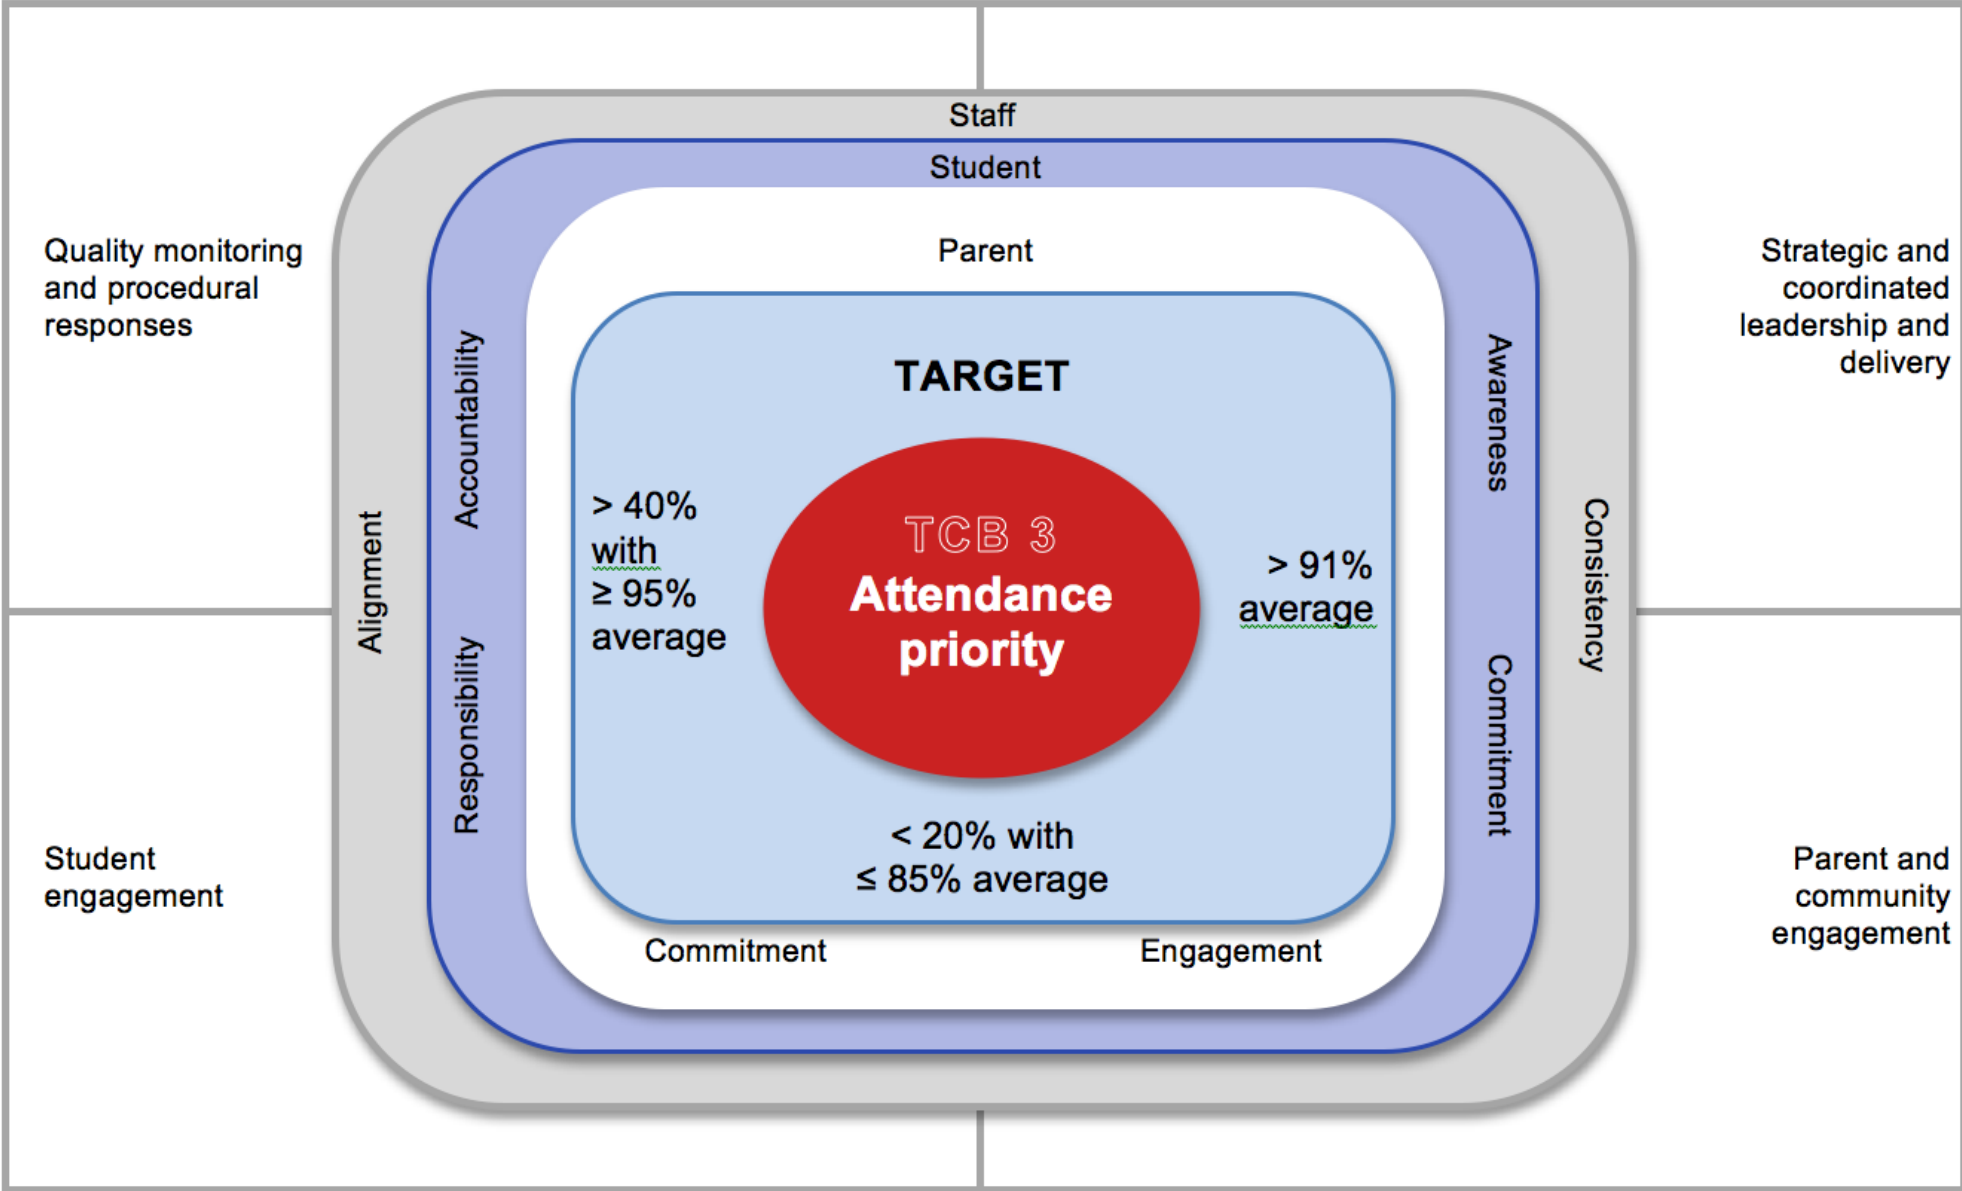 Staff
Student
Parent
Quality monitoring
and procedural
responses
Strategic and
coordinated
leadership and
delivery
Alignment
Accountability
Responsibility
TARGET
> 40%
with
≥ 95%
average
TCB 3
Attendance
priority
> 91%
average
< 20% with
≤ 85% average
Awareness
Commitment
Consistency
Commitment
Engagement
Student
engagement
Parent and
community
engagement